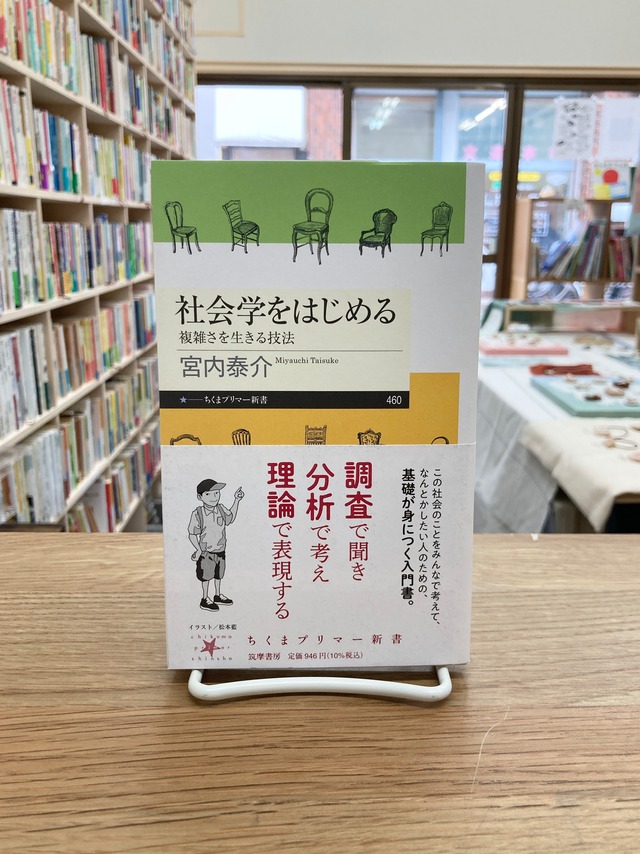 社会学をはじめる
複雑さを生きる技法
宮内泰介 Miyauchi Taisuke
★──ちくまプリマー新書 460
この社会のことをみんなで考えて、
なんとかしたい人のための、
基礎が身につく入門書。
調査で聞き
分析で考え
理論で表現する
イラスト/松本藍
chikuma
primer
shinsho
ちくまプリマー新書
筑摩書房 定価946円(10%税込)